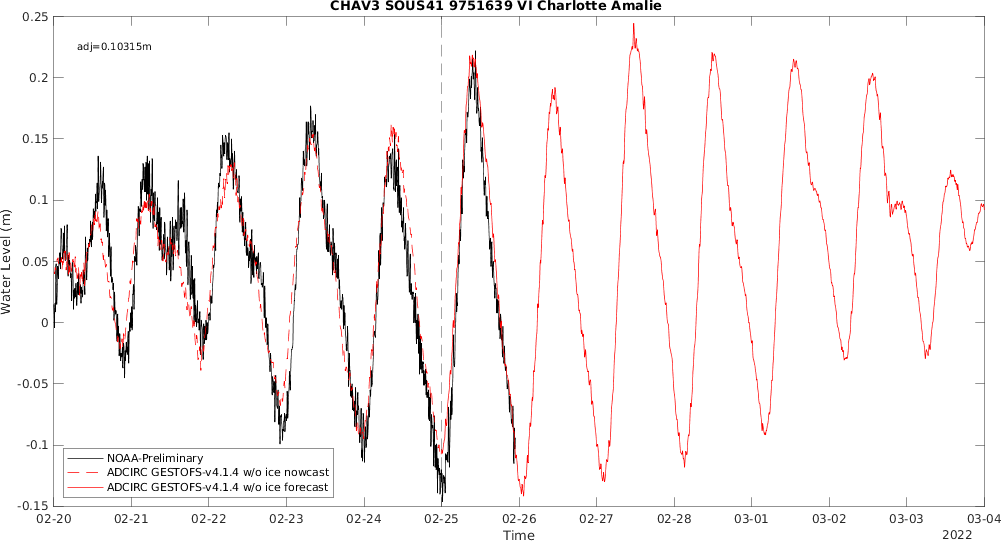 CHAV3 SOUS41 9751639 VI Charlotte Amalie
adj=0.10315m
0.25
0.2
0.15
0.1
0.05
0
-0.05
-0.1
-0.15
Water Level (m)
NOAA-Preliminary
ADCIRC GESTOFS-v4.1.4 w/o ice nowcast
ADCIRC GESTOFS-v4.1.4 w/o ice forecast
02-20 02-21 02-22 02-23 02-24 02-25 02-26 02-27 02-28 03-01 03-02 03-03 03-04
Time
2022